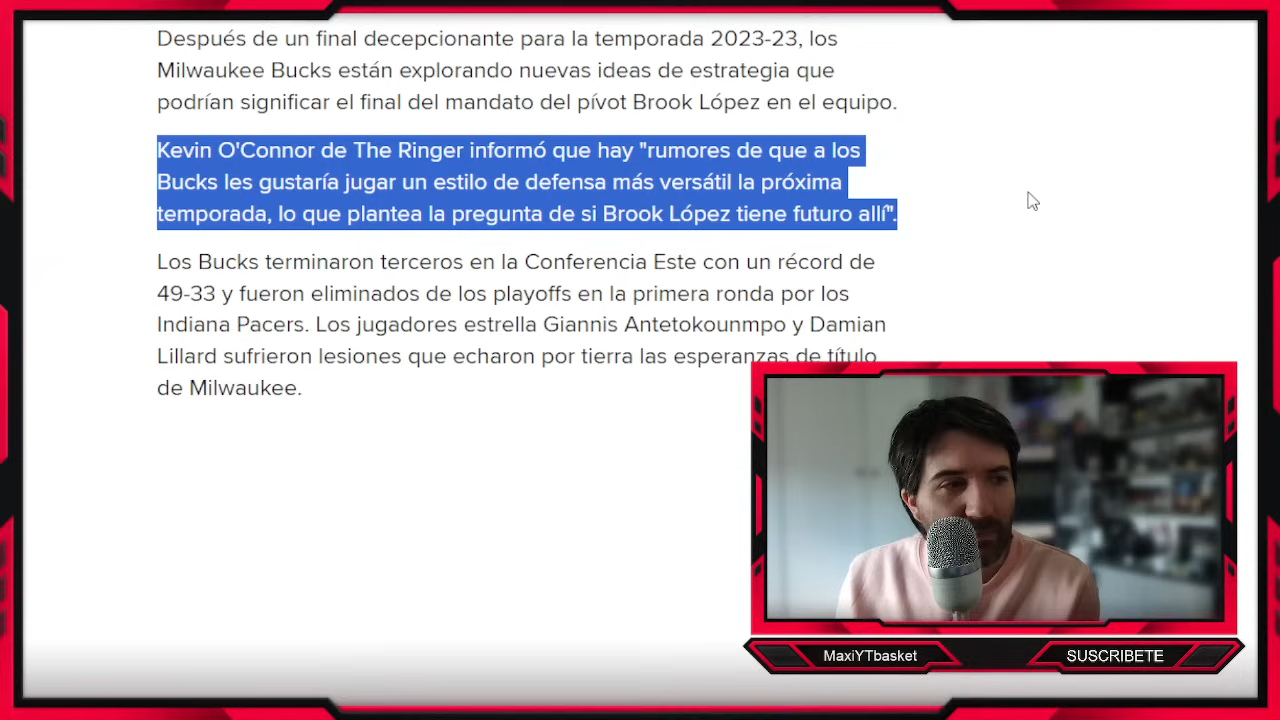 Después de un final decepcionante para la temporada 2023-23, los
Milwaukee Bucks están explorando nuevas ideas de estrategia que
podrían significar el final del mandato del pívot Brook López en el equipo.
Kevin O'Connor de The Ringer informó que hay "rumores de que a los
Bucks les gustaría jugar un estilo de defensa más versátil la próxima
temporada, lo que plantea la pregunta de si Brook López tiene futuro allí".
Los Bucks terminaron terceros en la Conferencia Este con un récord de
49-33 y fueron eliminados de los playoffs en la primera ronda por los
Indiana Pacers. Los jugadores estrella Giannis Antetokounmpo y Damian
Lillard sufrieron lesiones que echaron por tierra las esperanzas de título
de Milwaukee.
MaxiYTbasket
SUSCRIBETE